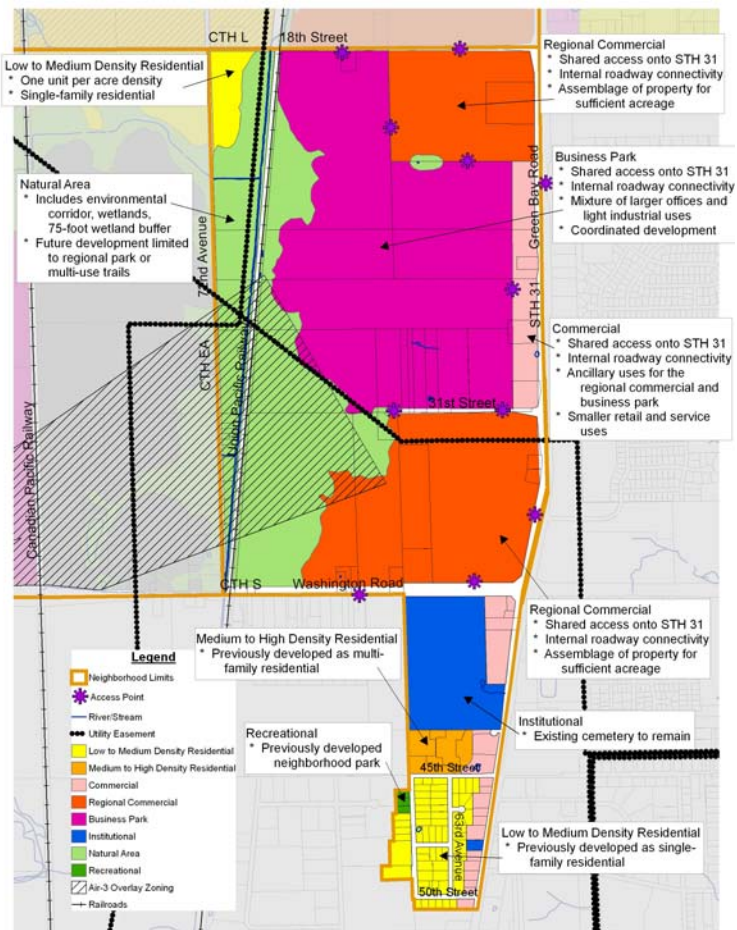 CTH L
18th Street
Low to Medium Density Residential
* One unit per acre density
* Single-family residential
Regional Commercial
* Shared access onto STH 31
* Internal roadway connectivity
* Assemblage of property for
sufficient acreage
Business Park
* Shared access onto STH 31
* Internal roadway connectivity
* Mixture of larger offices and
light industrial uses
* Coordinated development
Natural Area
* Includes environmental
corridor, wetlands,
75-foot wetland buffer
* Future development limited
to regional park or
multi-use trails
72nd Avenue
Green Bay Road
STH 31
CTH EA
Union Pacific Railway
Canadian Pacific Railway
Commercial
* Shared access onto STH 31
* Internal roadway connectivity
* Ancillary uses for the
regional commercial and
business park
* Smaller retail and service
uses
31st Street
CTH S
Washington Road
Regional Commercial
* Shared access onto STH 31
* Internal roadway connectivity
* Assemblage of property for
sufficient acreage
Medium to High Density Residential
* Previously developed as multi-
family residential
Institutional
* Existing cemetery to remain
Recreational
* Previously developed
neighborhood park
45th Street
63rd Avenue
Low to Medium Density Residential
* Previously developed as single-
family residential
50th Street
Legend
Neighborhood Limits
Access Point
River/Stream
Utility Easement
Low to Medium Density Residential
Medium to High Density Residential
Commercial
Regional Commercial
Business Park
Institutional
Natural Area
Recreational
Air-3 Overlay Zoning
Railroads